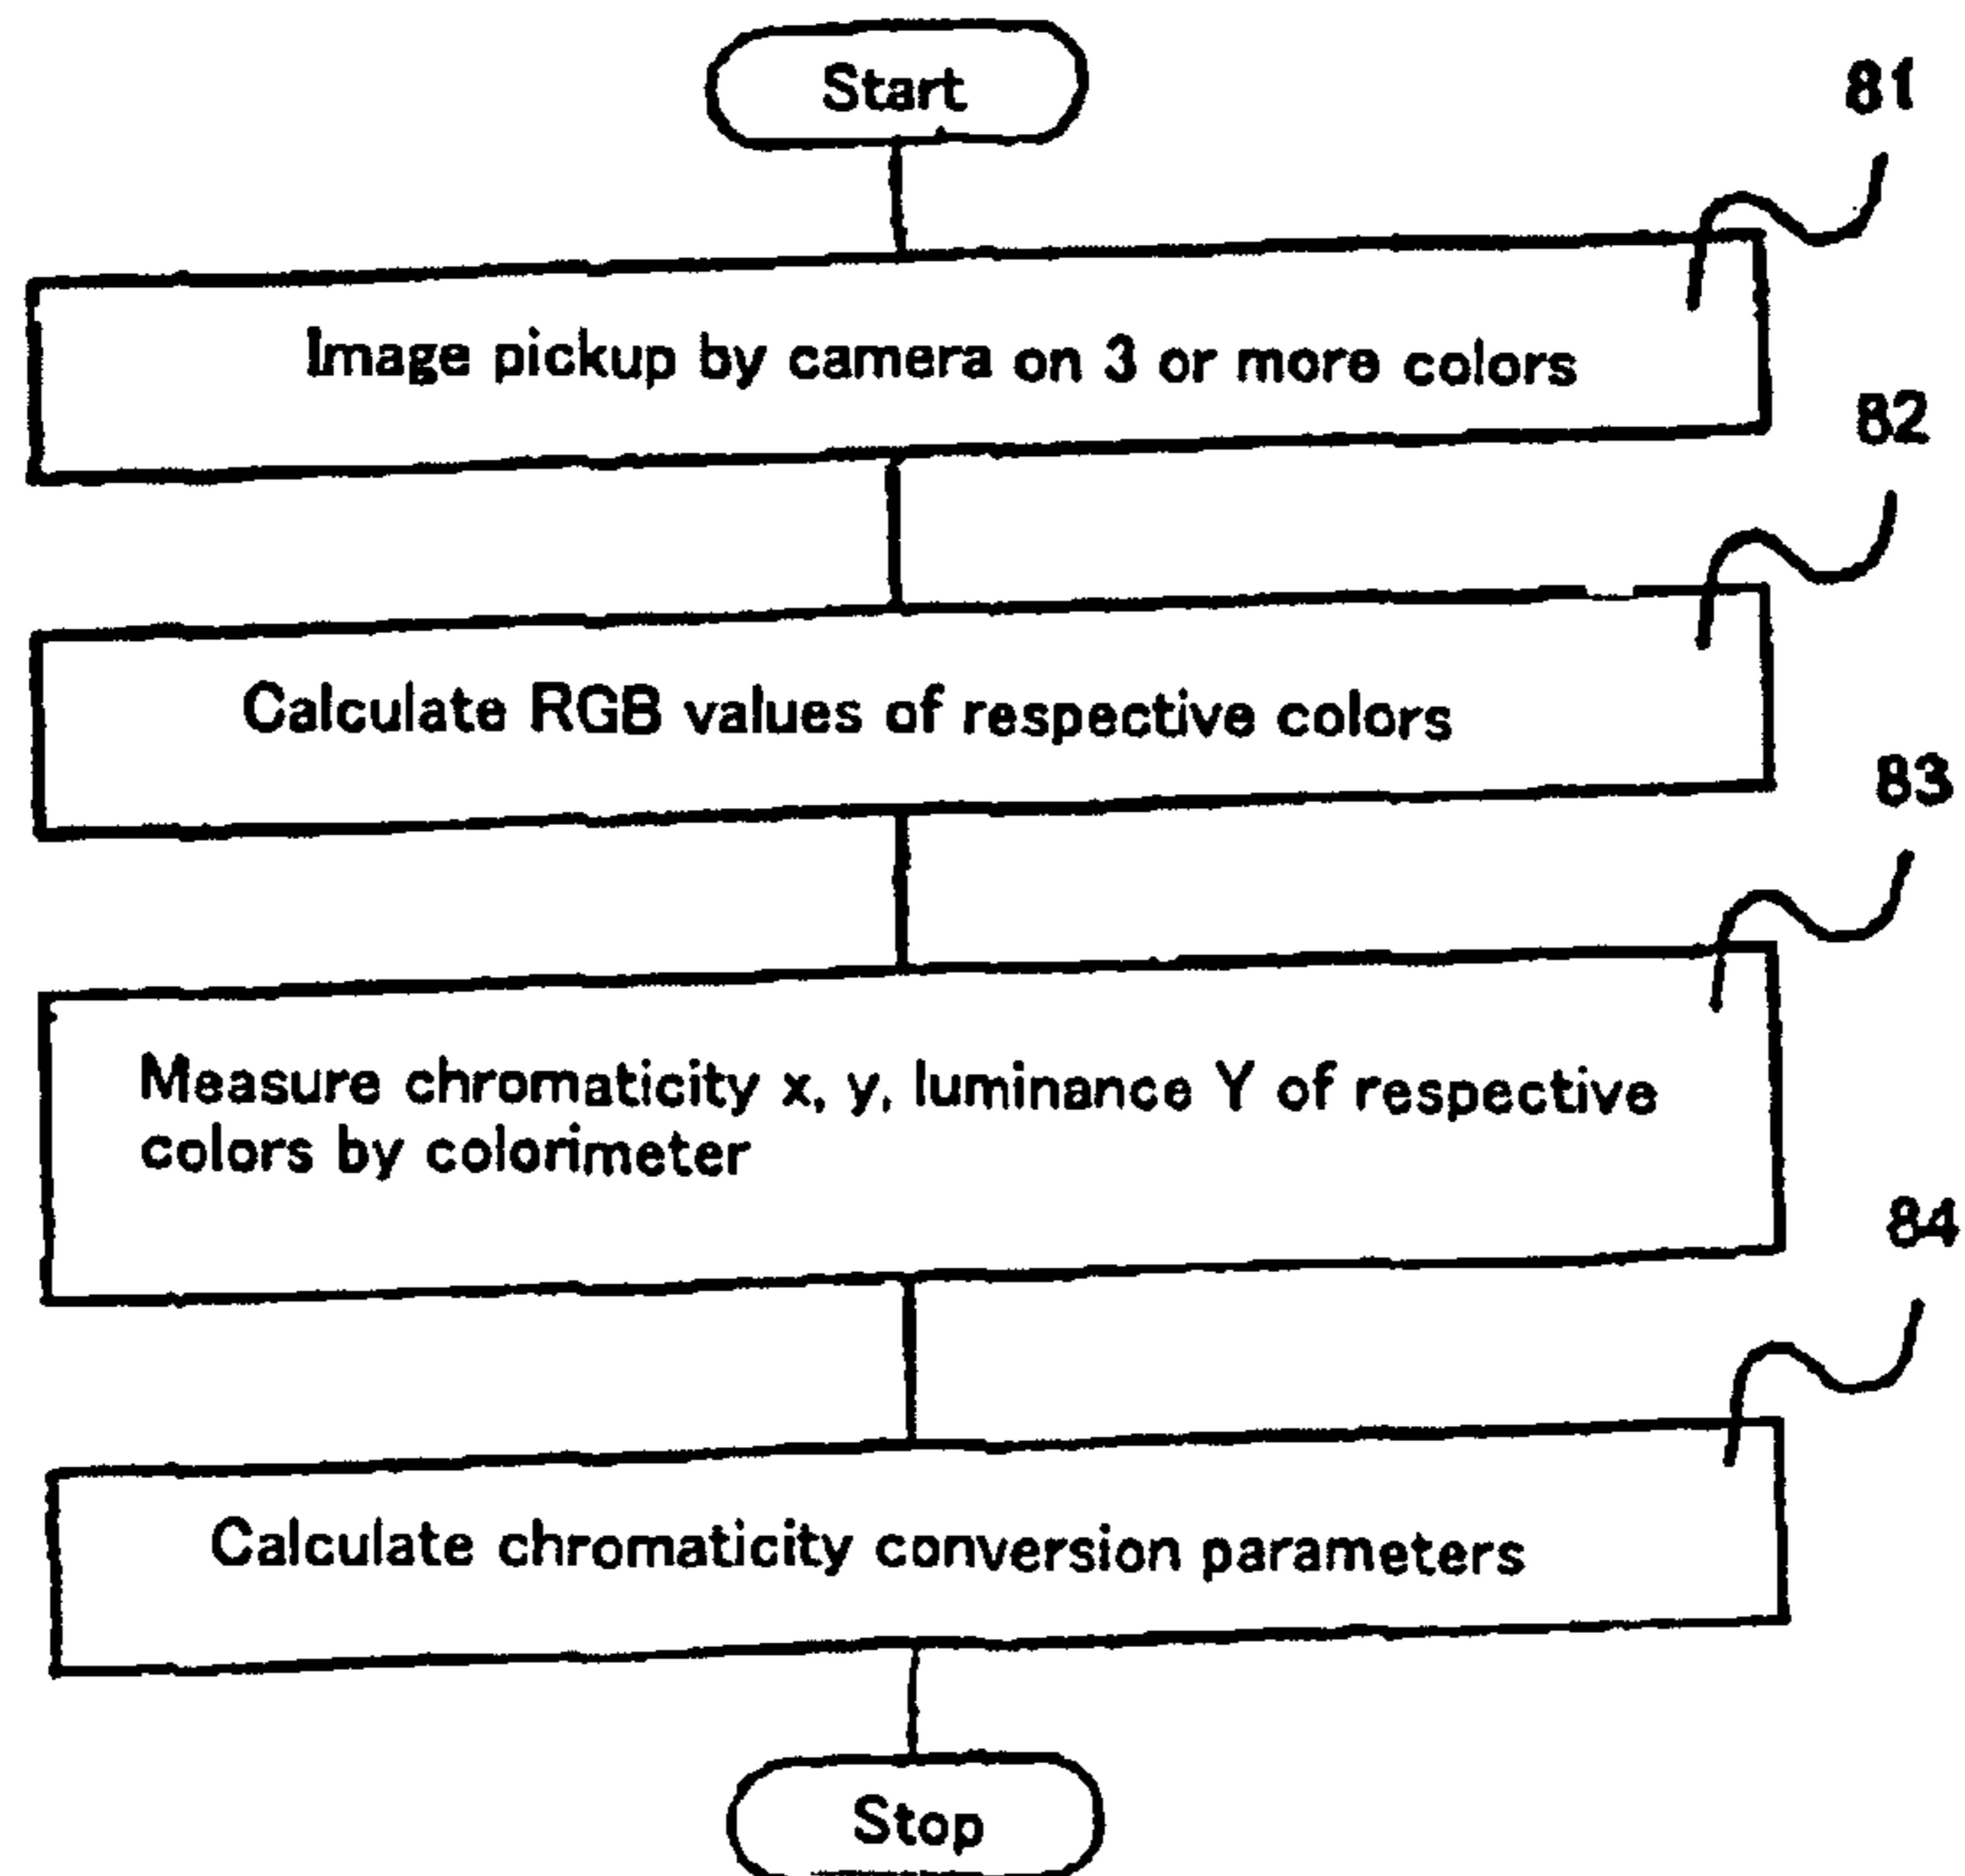 Start
81
Image pickup by camera on 3 or more colors
82
Calculate RGB values of respective colors
83
Measure chromaticity x, y, luminance Y of respective
colors by colorimeter
84
Calculate chromaticity conversion parameters
Stop